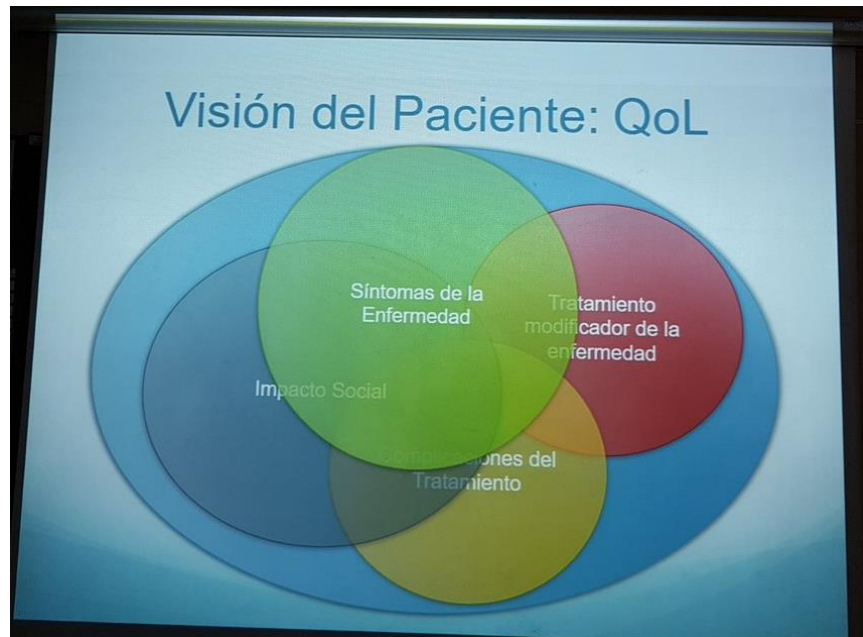 Visión del Paciente: QoL
Síntomas de la
Enfermedad
Tratamiento
modificador de la
enfermedad
Impacto Social
Complicaciones del
Tratamiento